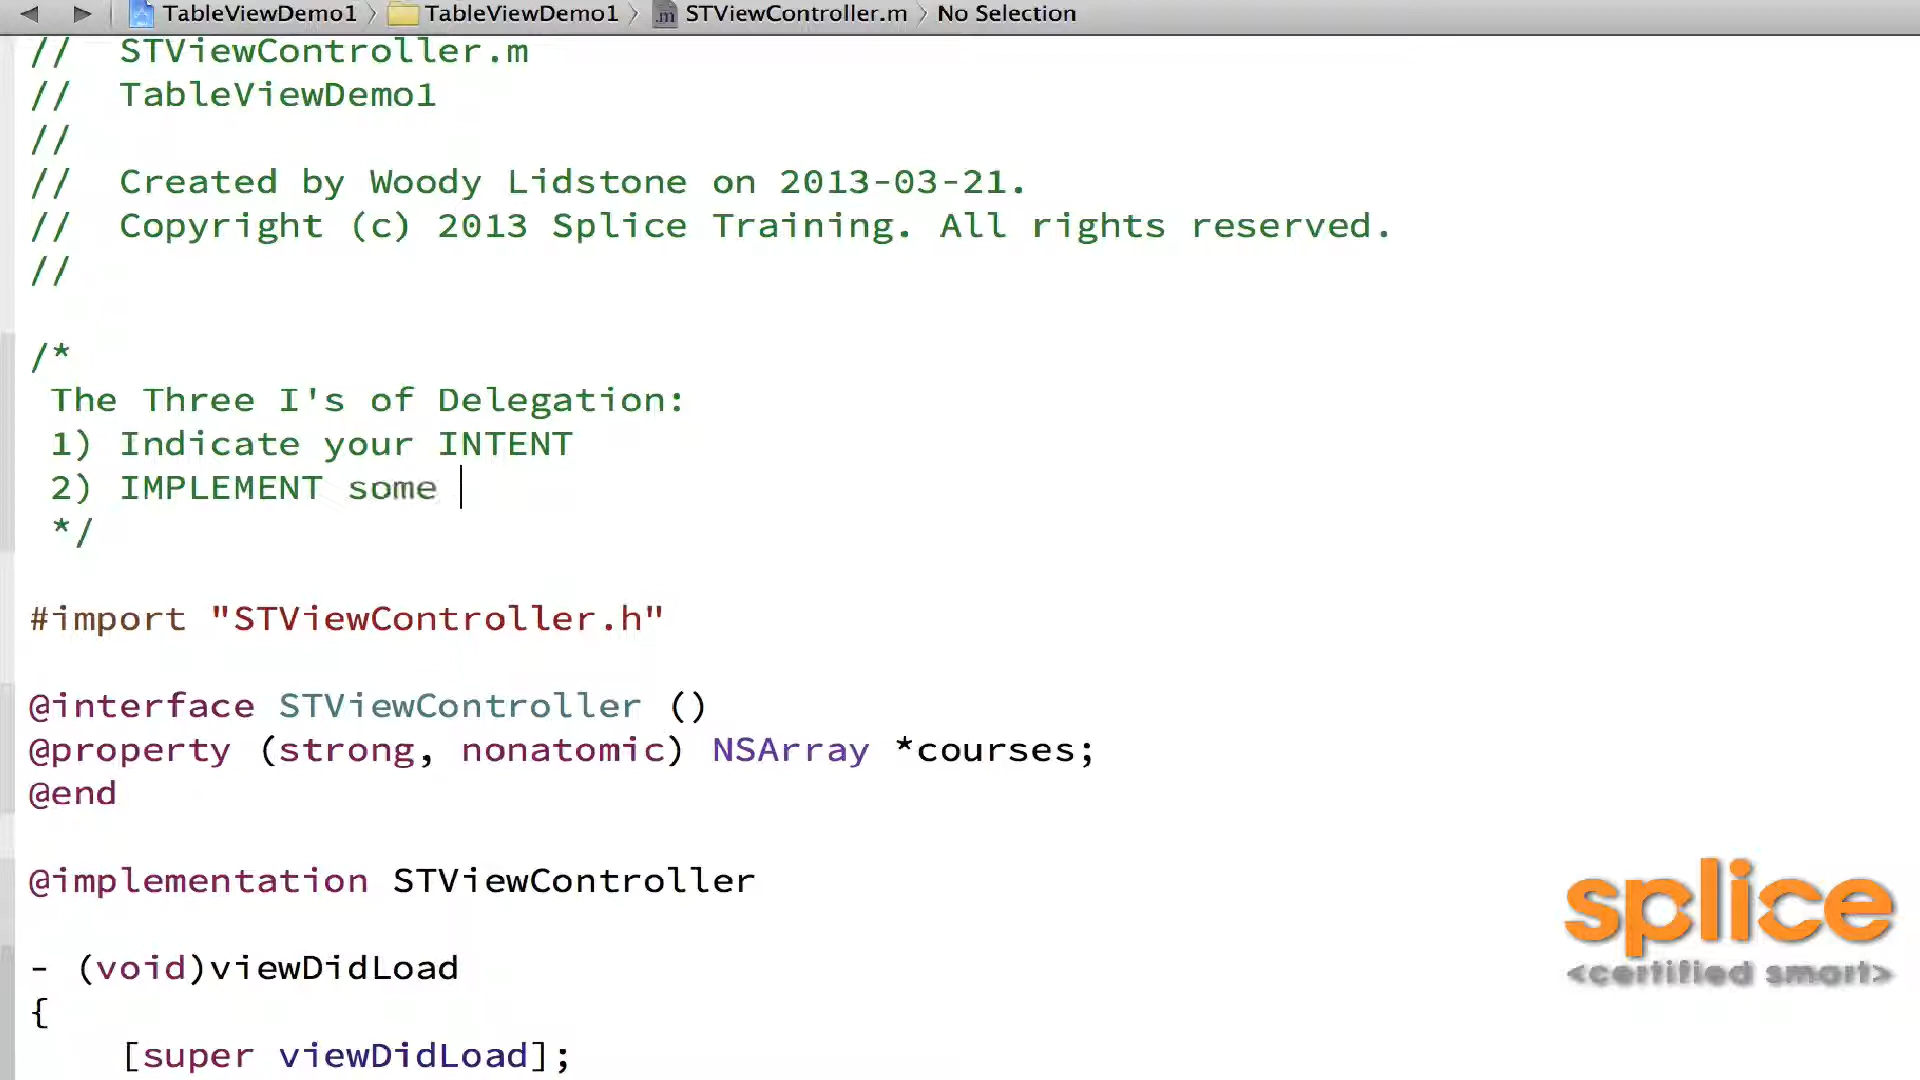 TableViewDemo1 TableViewDemo1 .m STViewController.m No Selection
// STViewController.m
// TableViewDemo1
//
// Created by Woody Lidstone on 2013-03-21.
// Copyright (c) 2013 Splice Training. All rights reserved.
//
/*
The Three I's of Delegation:
1) Indicate your INTENT
2) IMPLEMENT some
*/
#import "STViewController.h"
@interface STViewController ()
@property (strong, nonatomic) NSArray *courses;
@end
@implementation STViewController
- (void)viewDidLoad
{
[super viewDidLoad];
splice
<certified smart>